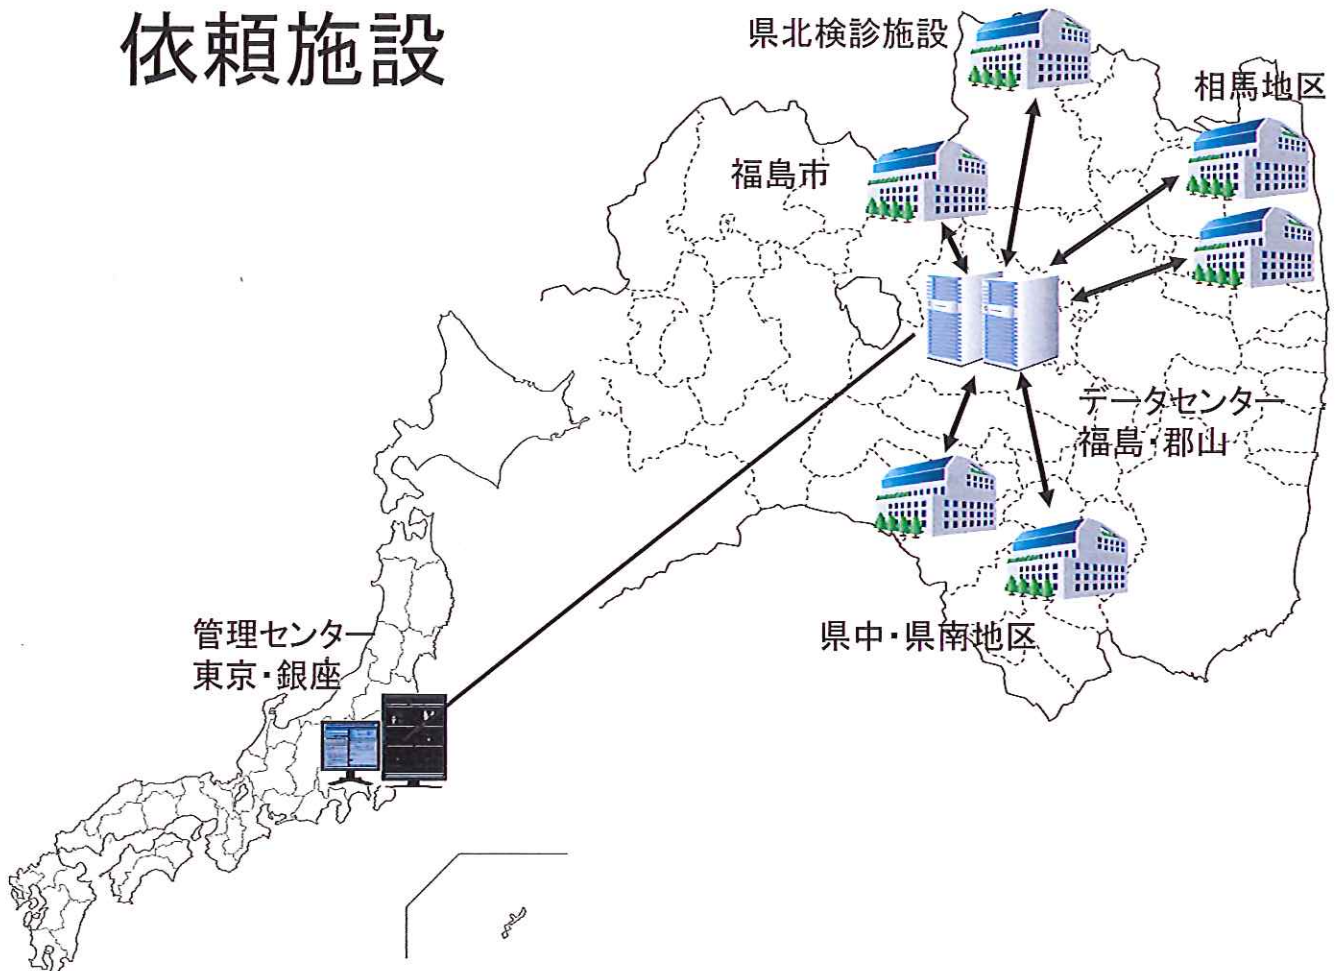 依頼施設
県北検診施設
相馬地区
福島市
データセンター
福島・郡山
県中・県南地区
管理センター
東京・銀座